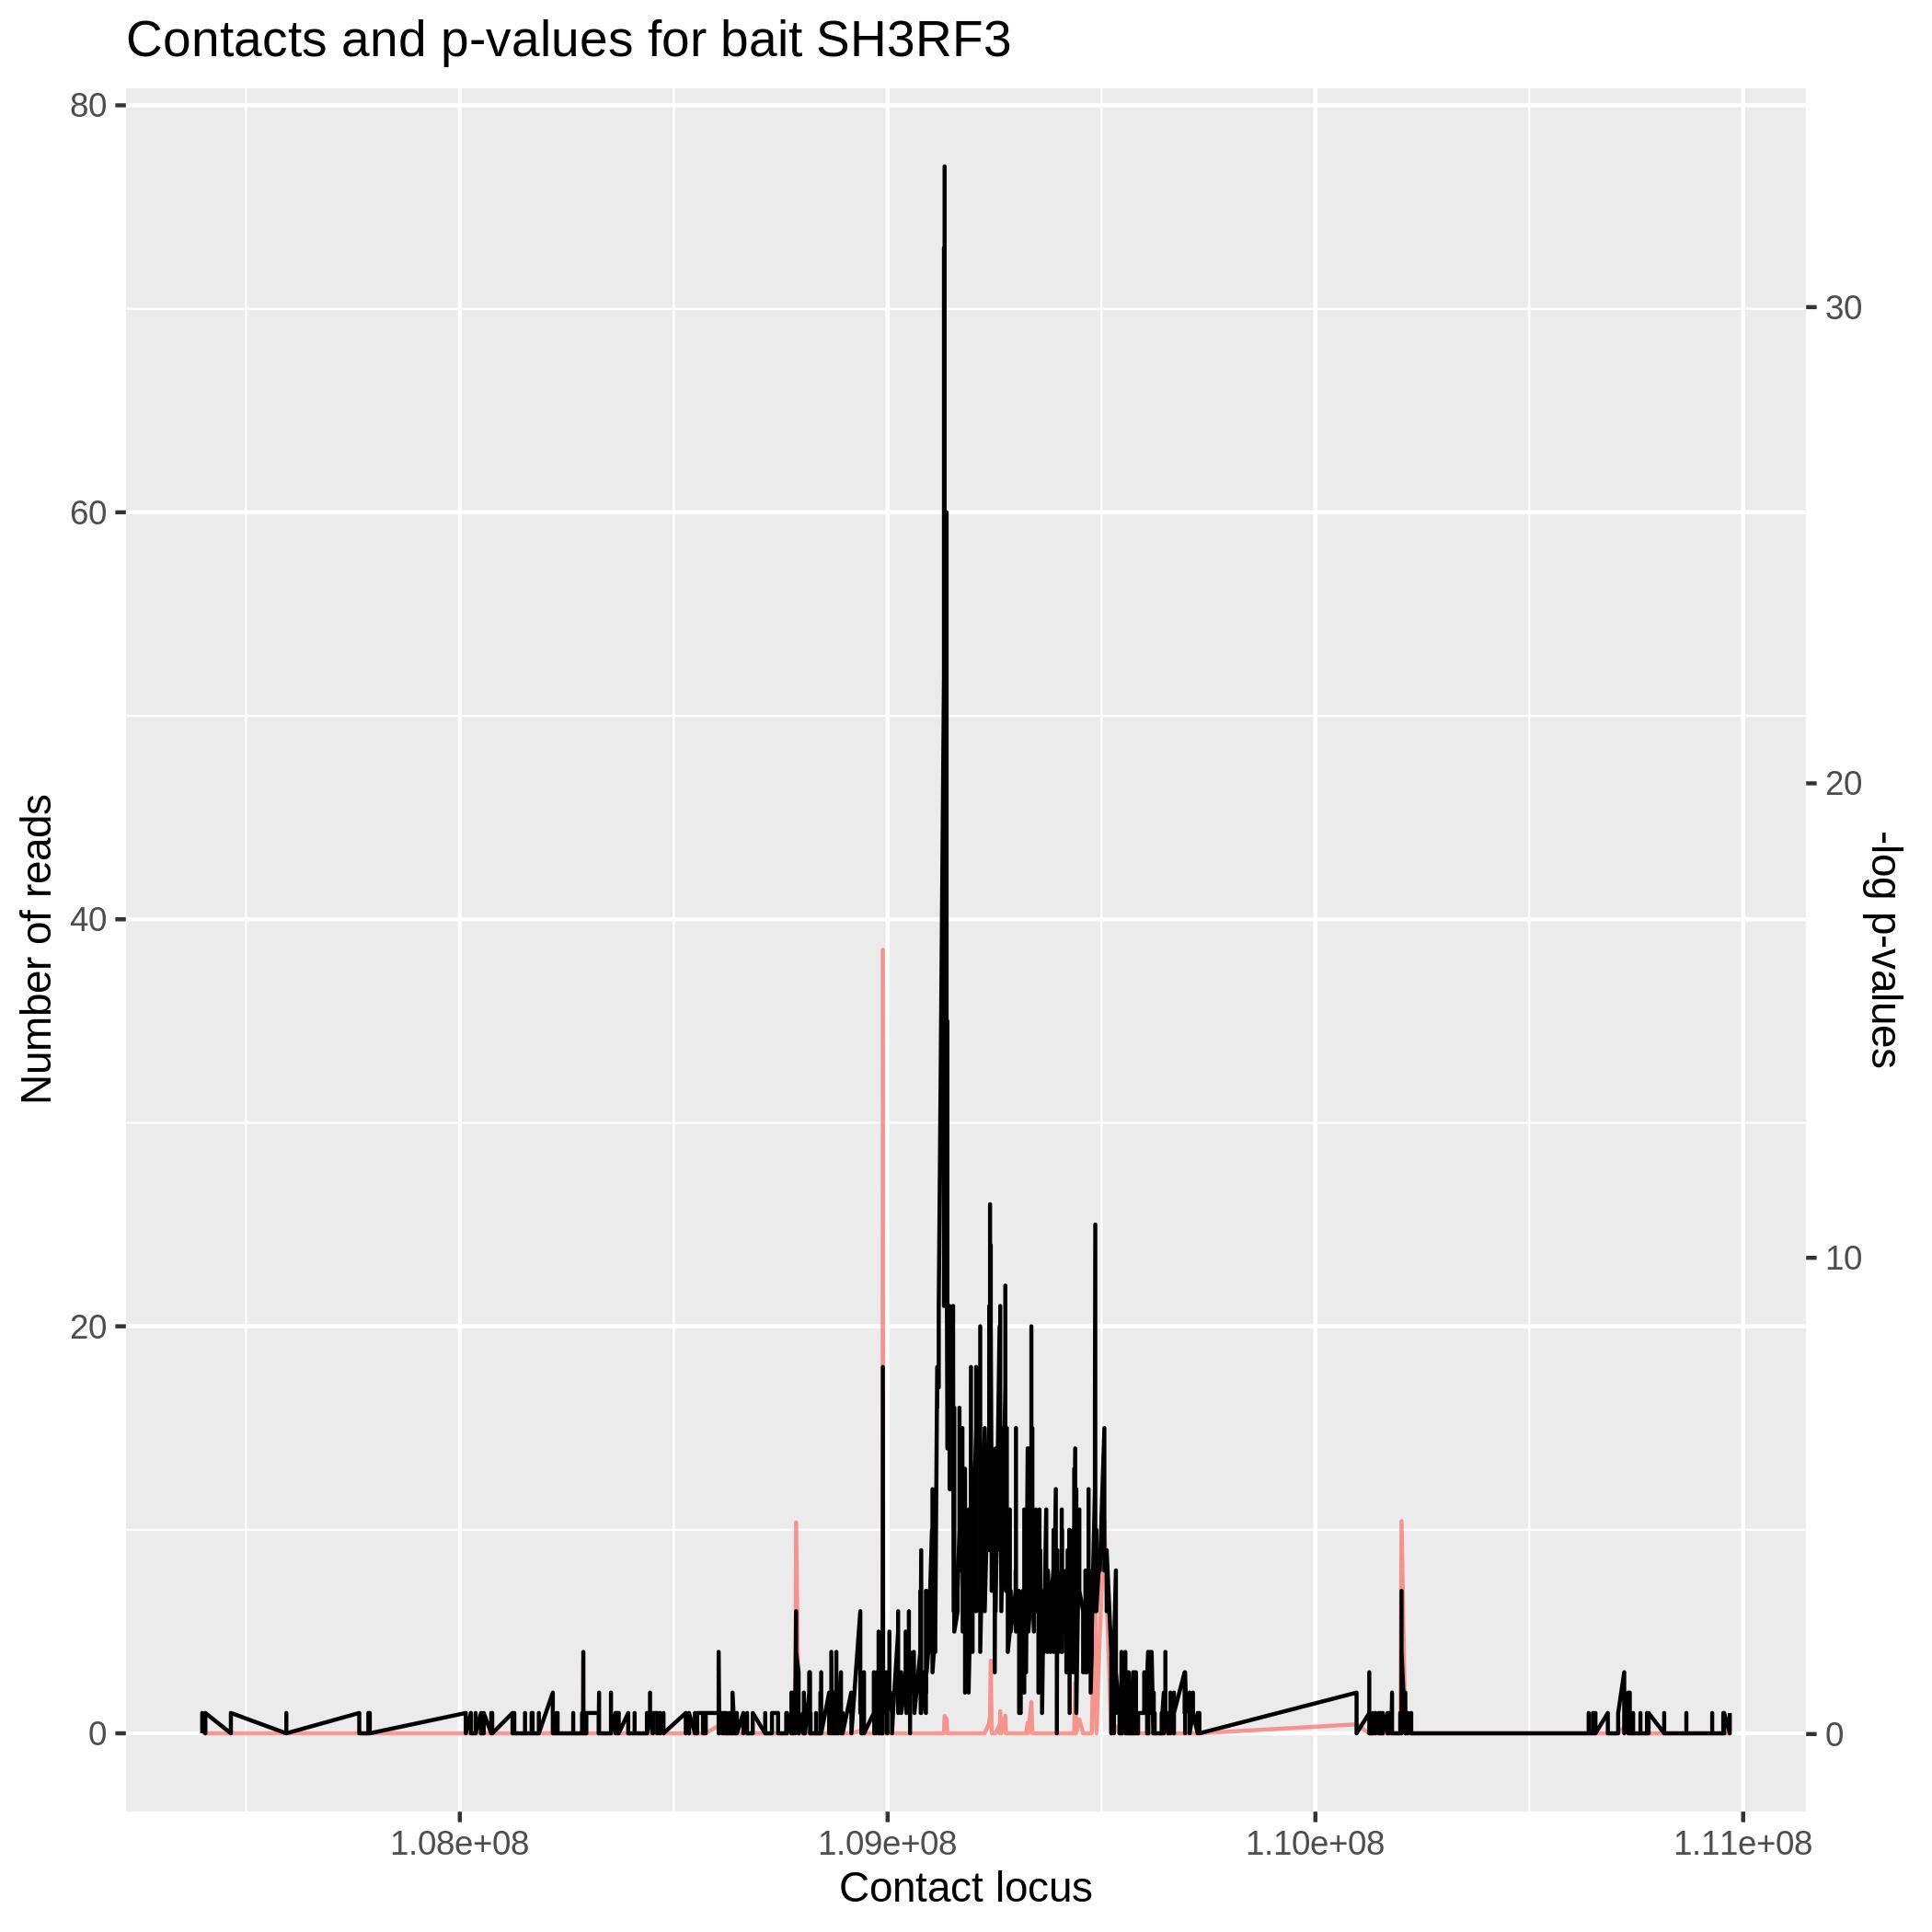 Contacts and p-values for bait SH3RF3
80
60
40
20
0
Number of reads
30
20
10
0
-log p-values
1.08e+08
1.09e+08
1.10e+08
1.11e+08
Contact locus